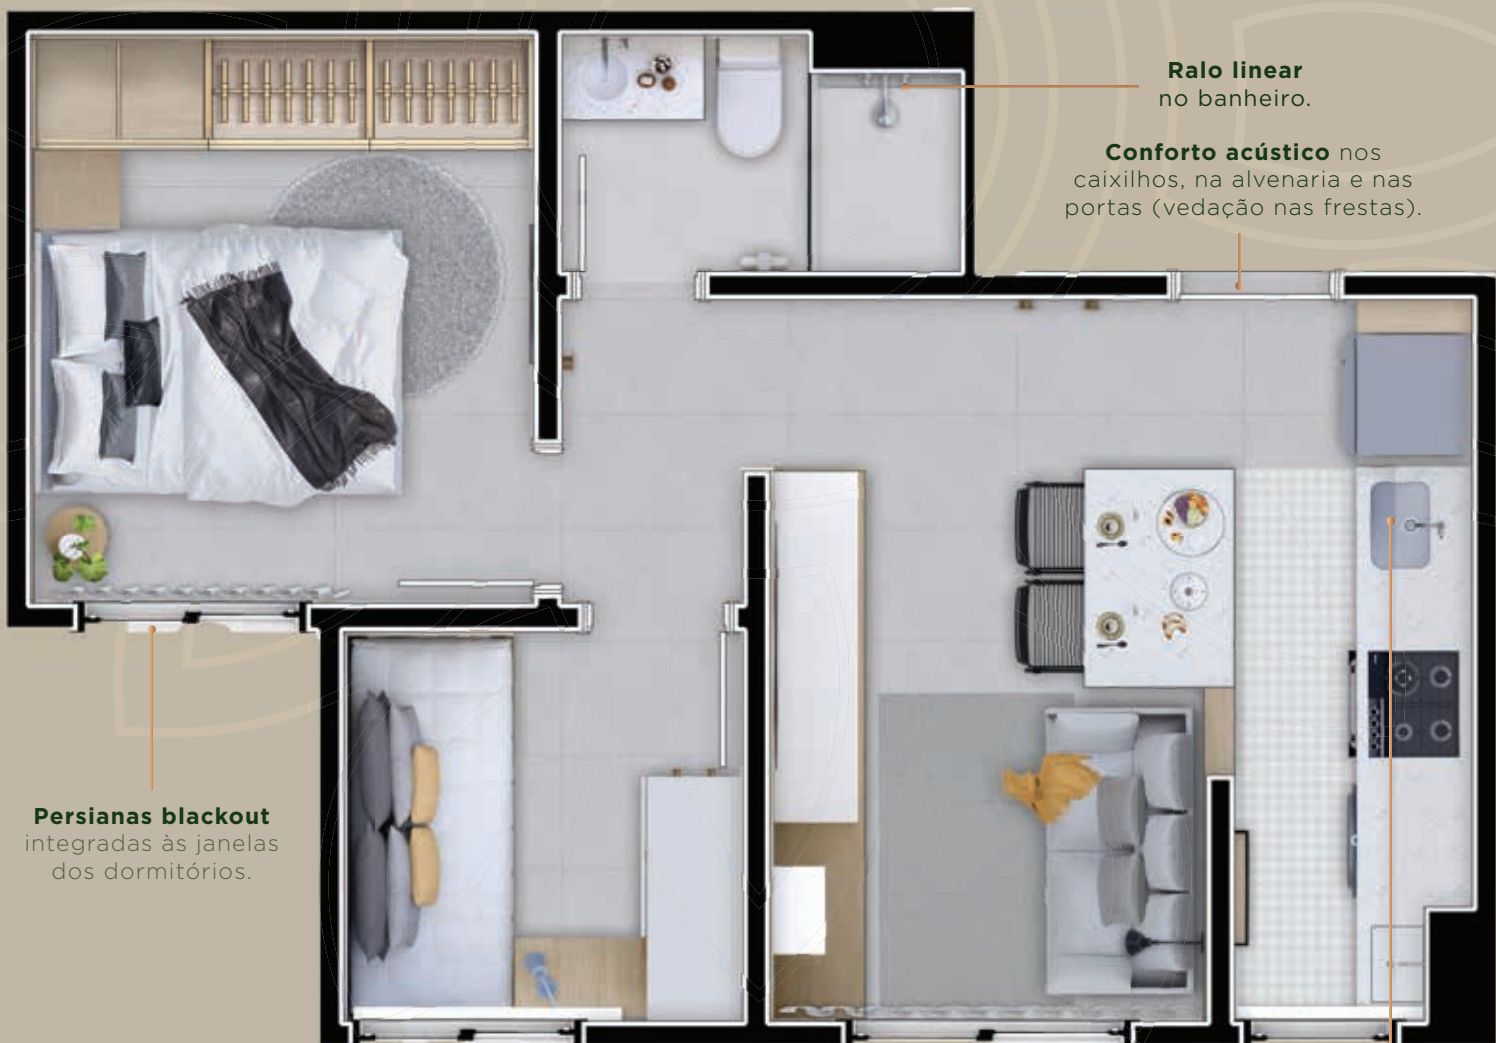 Ralo linear
no banheiro.
Conforto acústico nos
caixilhos, na alvenaria e nas
portas (vedação nas frestas).
Persianas blackout
integradas às janelas
dos dormitórios.